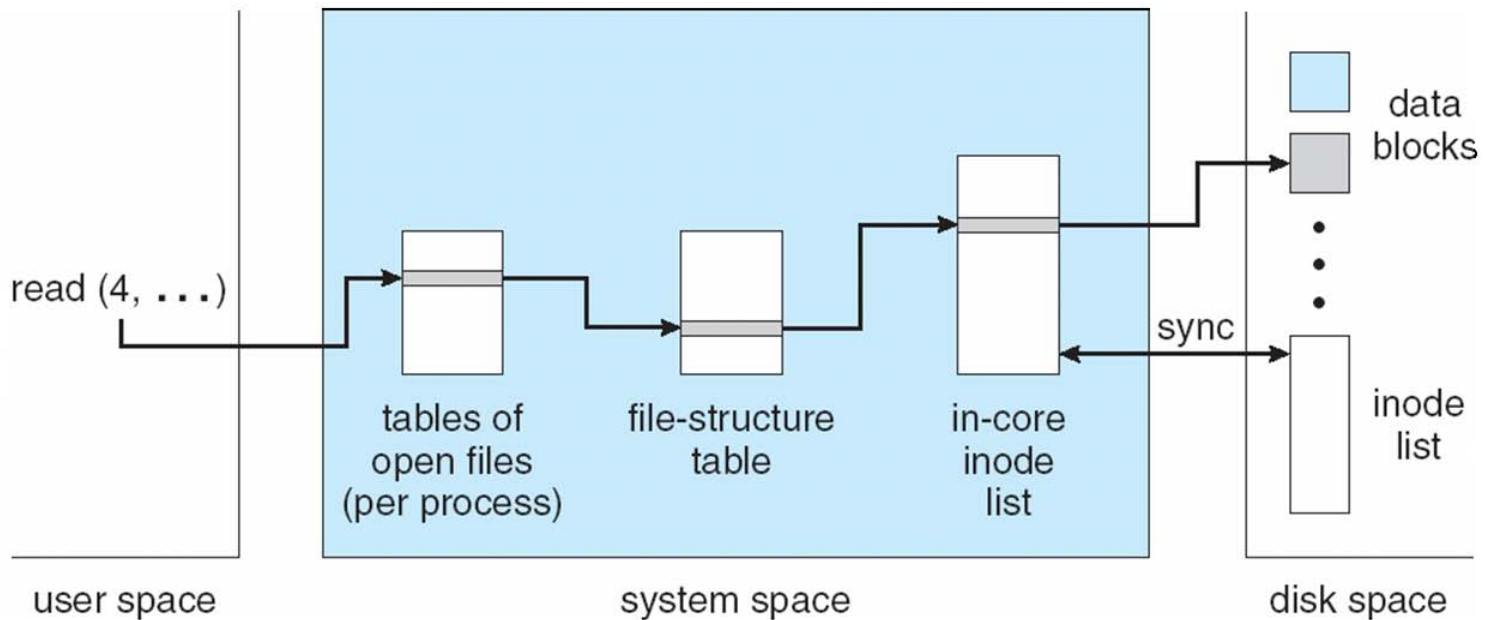 data
blocks
read (4, ...)
sync
tables of
open files
(per process)
file-structure
table
in-core
inode
list
inode
list
user space
system space
disk space